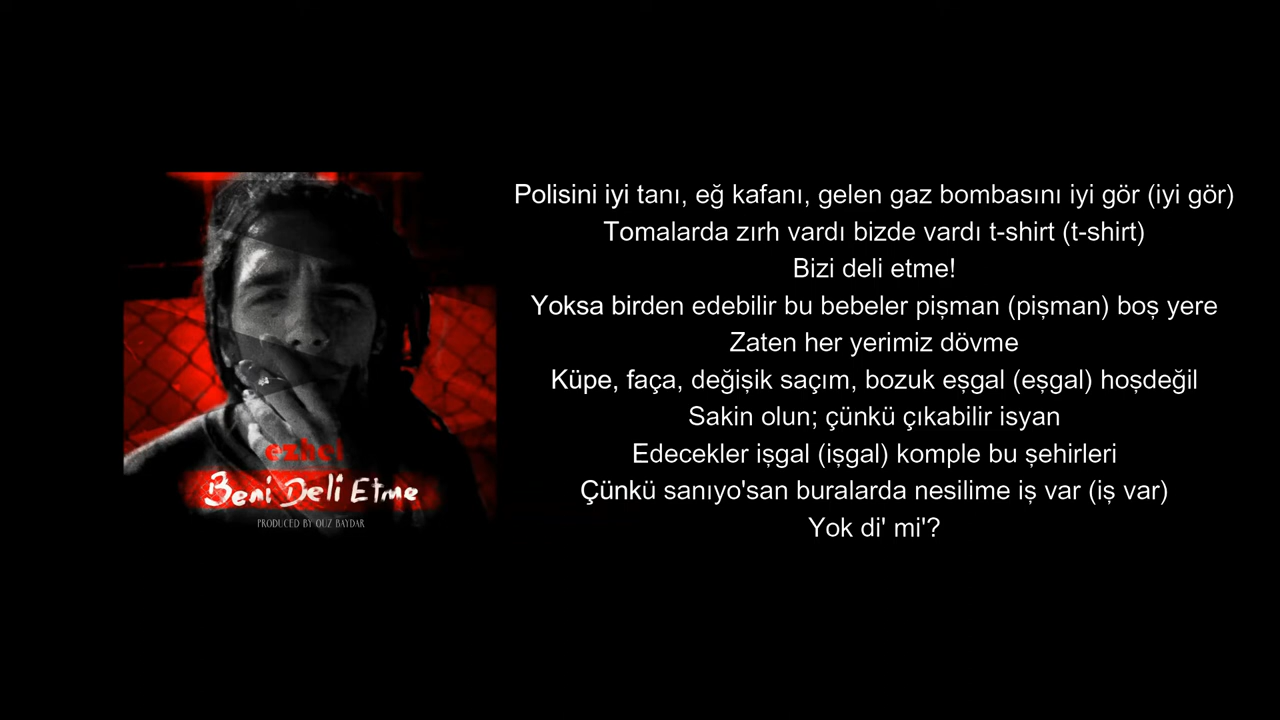 ezhel
Beni Deli Etme
PRODUCED BY OUZ BAYDAR
Polisini iyi tanı, eğ kafanı, gelen gaz bombasını iyi gör (iyi gör)
Tomalarda zırh vardı bizde vardı t-shirt (t-shirt)
Bizi deli etme!
Yoksa birden edebilir bu bebeler pişman (pişman) boş yere
Zaten her yerimiz dövme
Küpe, faça, değişik saçım, bozuk eşgal (eşgal) hoşdeğil
Sakin olun; çünkü çıkabilir isyan
Edecekler işgal (işgal) komple bu şehirleri
Çünkü sanıyo'san buralarda nesilime iş var (iş var)
Yok di' mi'?